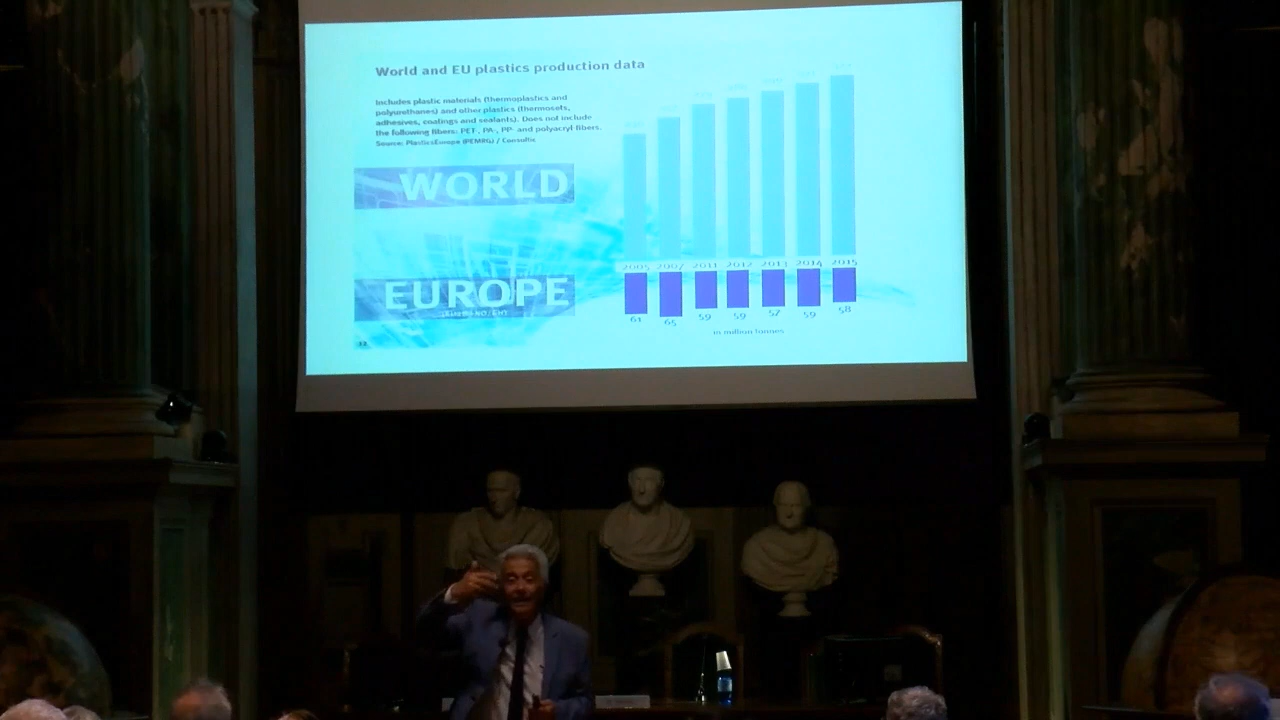 World and EU plastics production data
Includes plastic materials (thermoplastics and
polyurethanes) and other plastics (thermosets,
adhesives, coatings and sealants). Does not include
the following fibers: PET-, PA-, PP- and polyacryl-fibers.
Source: PlasticsEurope (PEMRG) / Consultic
WORLD
2005 2007 2011 2012 2013 2014 2015
EUROPE
61 65 59 59 57 59 58
in million tonnes